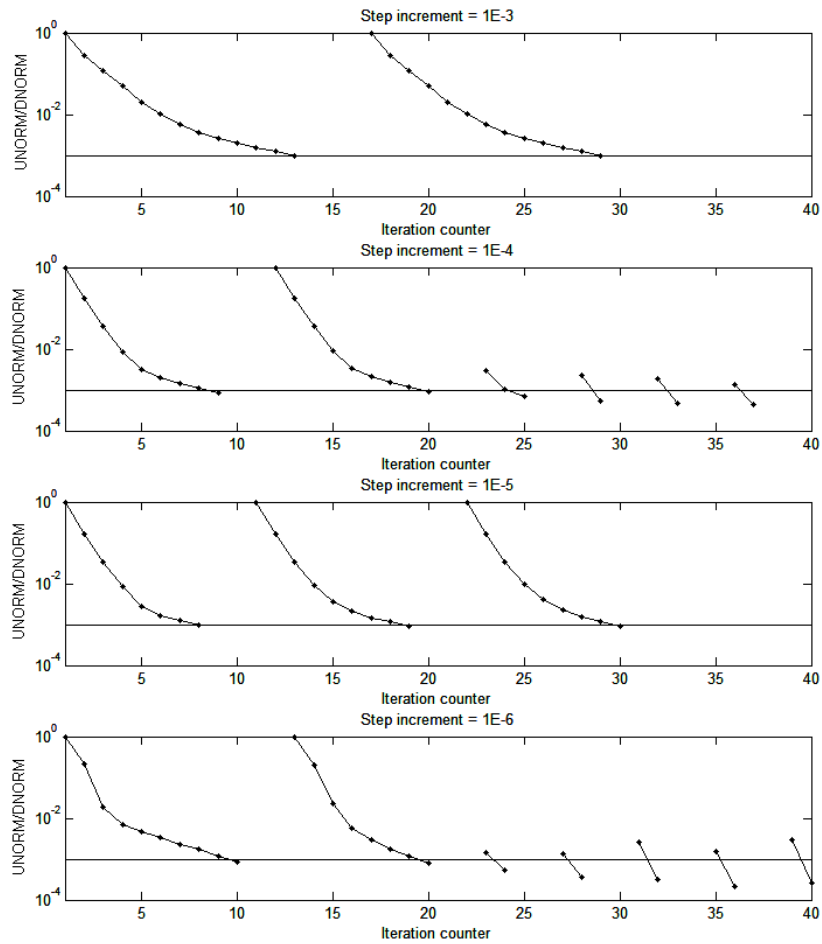 Step increment = 1E-3
UNORM/DNORM
10^0
10^-2
10^-4
5 10 15 20 25 30 35 40
Iteration counter
Step increment = 1E-4
UNORM/DNORM
10^0
10^-2
10^-4
5 10 15 20 25 30 35 40
Iteration counter
Step increment = 1E-5
UNORM/DNORM
10^0
10^-2
10^-4
5 10 15 20 25 30 35 40
Iteration counter
Step increment = 1E-6
UNORM/DNORM
10^0
10^-2
10^-4
5 10 15 20 25 30 35 40
Iteration counter